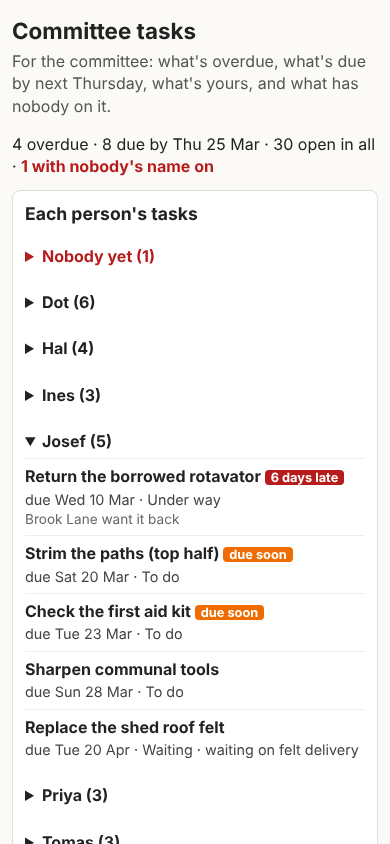 Committee tasks
For the committee: what's overdue, what's due
by next Thursday, what's yours, and what has
nobody on it.
4 overdue · 8 due by Thu 25 Mar · 30 open in all
· 1 with nobody's name on
Each person's tasks
Nobody yet (1)
Dot (6)
Hal (4)
Ines (3)
Josef (5)
Return the borrowed rotavator 6 days late
due Wed 10 Mar · Under way
Brook Lane want it back
Strim the paths (top half) due soon
due Sat 20 Mar · To do
Check the first aid kit due soon
due Tue 23 Mar · To do
Sharpen communal tools
due Sun 28 Mar · To do
Replace the shed roof felt
due Tue 20 Apr · Waiting · waiting on felt delivery
Priya (3)
Tomas (3)